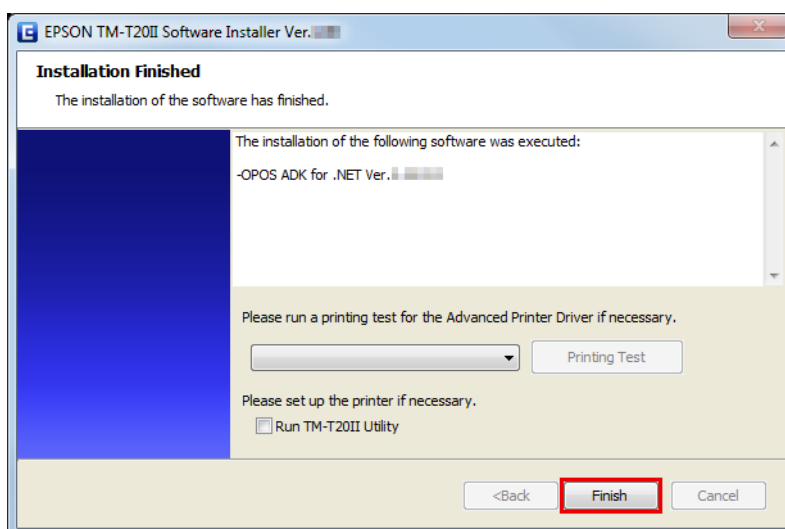 EPSON TM-T20II Software Installer Ver.
Installation Finished
The installation of the software has finished.
The installation of the following software was executed:
-OPOS ADK for .NET Ver.
Please run a printing test for the Advanced Printer Driver if necessary.
Printing Test
Please set up the printer if necessary.
Run TM-T20II Utility
<Back Finish Cancel